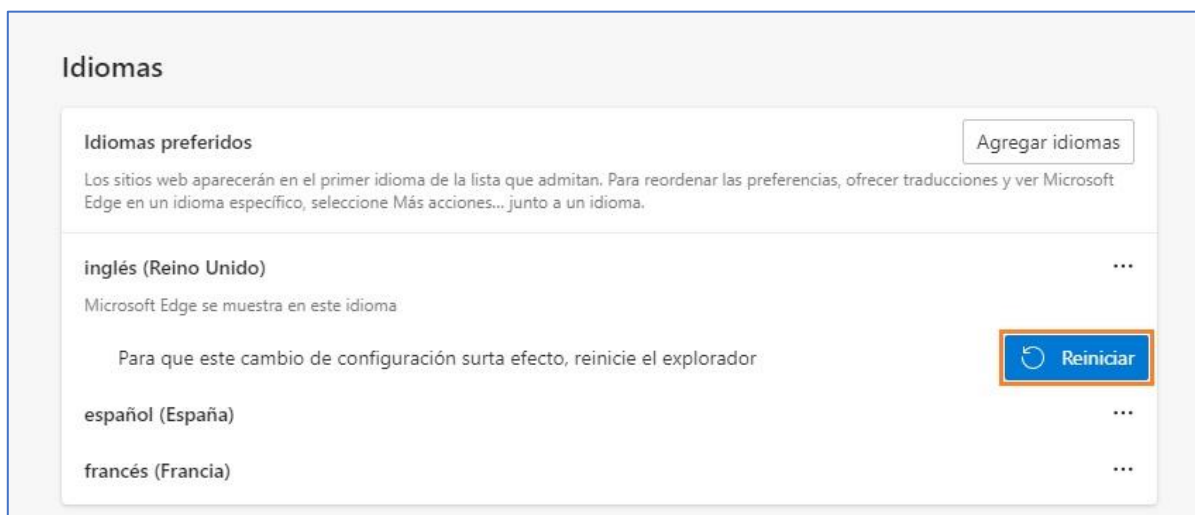 Idiomas
Idiomas preferidos
Agregar idiomas
Los sitios web aparecerán en el primer idioma de la lista que admitan. Para reordenar las preferencias, ofrecer traducciones y ver Microsoft
Edge en un idioma específico, seleccione Más acciones... junto a un idioma.
inglés (Reino Unido)
Microsoft Edge se muestra en este idioma
Para que este cambio de configuración surta efecto, reinicie el explorador
Reiniciar
español (España)
francés (Francia)